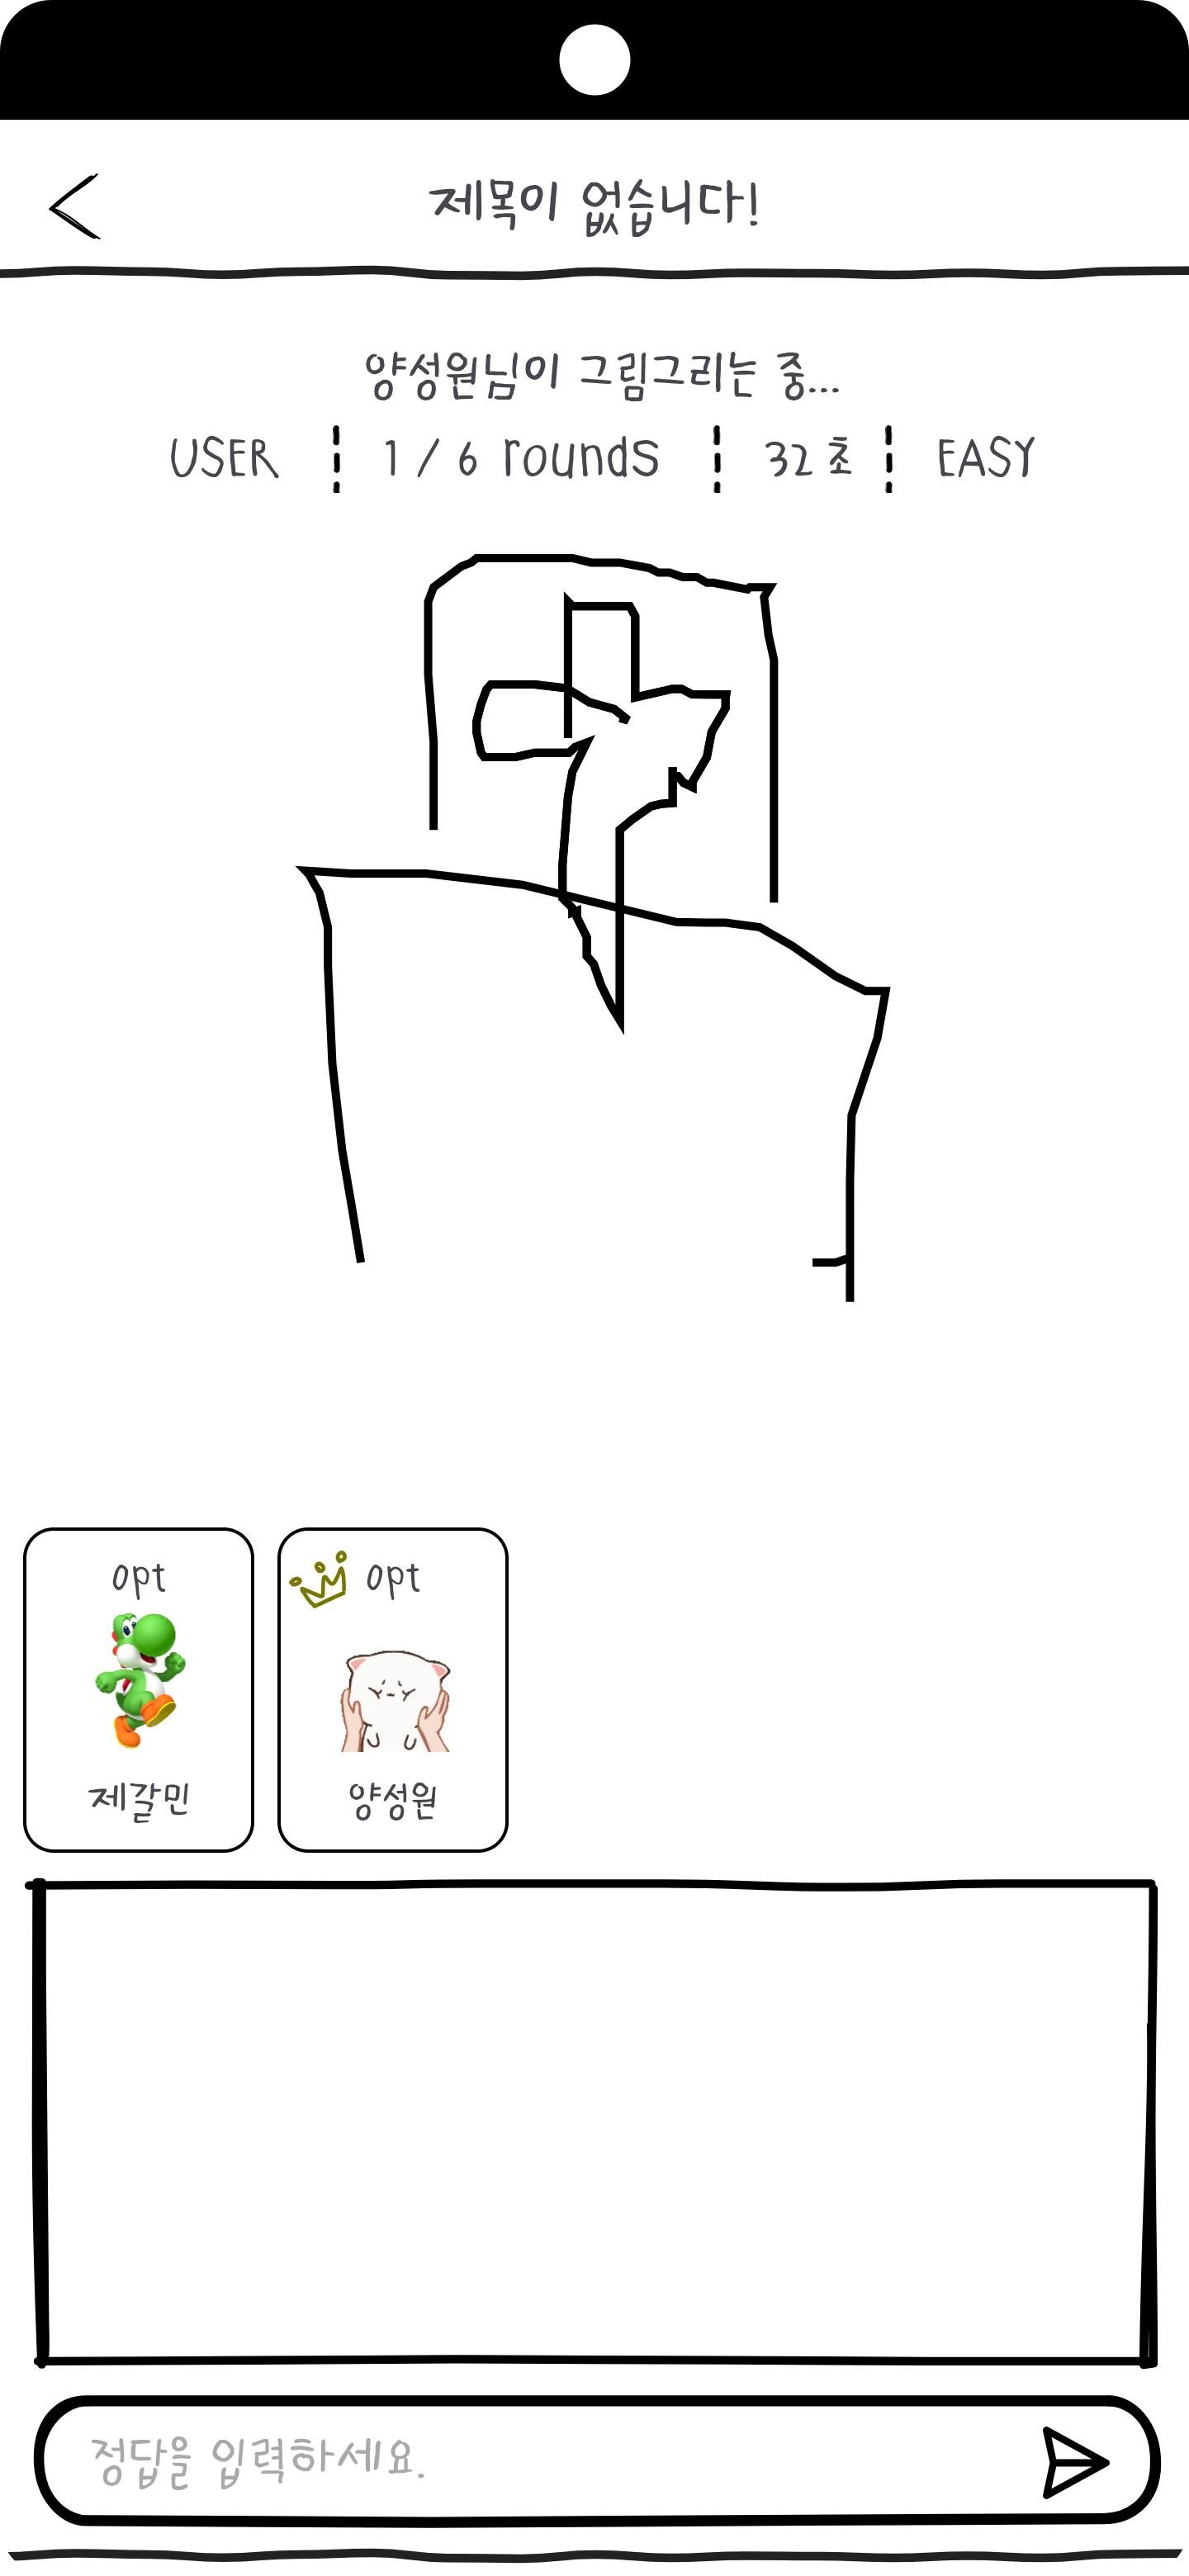 제목이 없습니다!
양성원님이 그림그리는 중...
USER 1 / 6 rounds 32 초 EASY
0pt 0pt
제갈민 양성원
정답을 입력하세요.